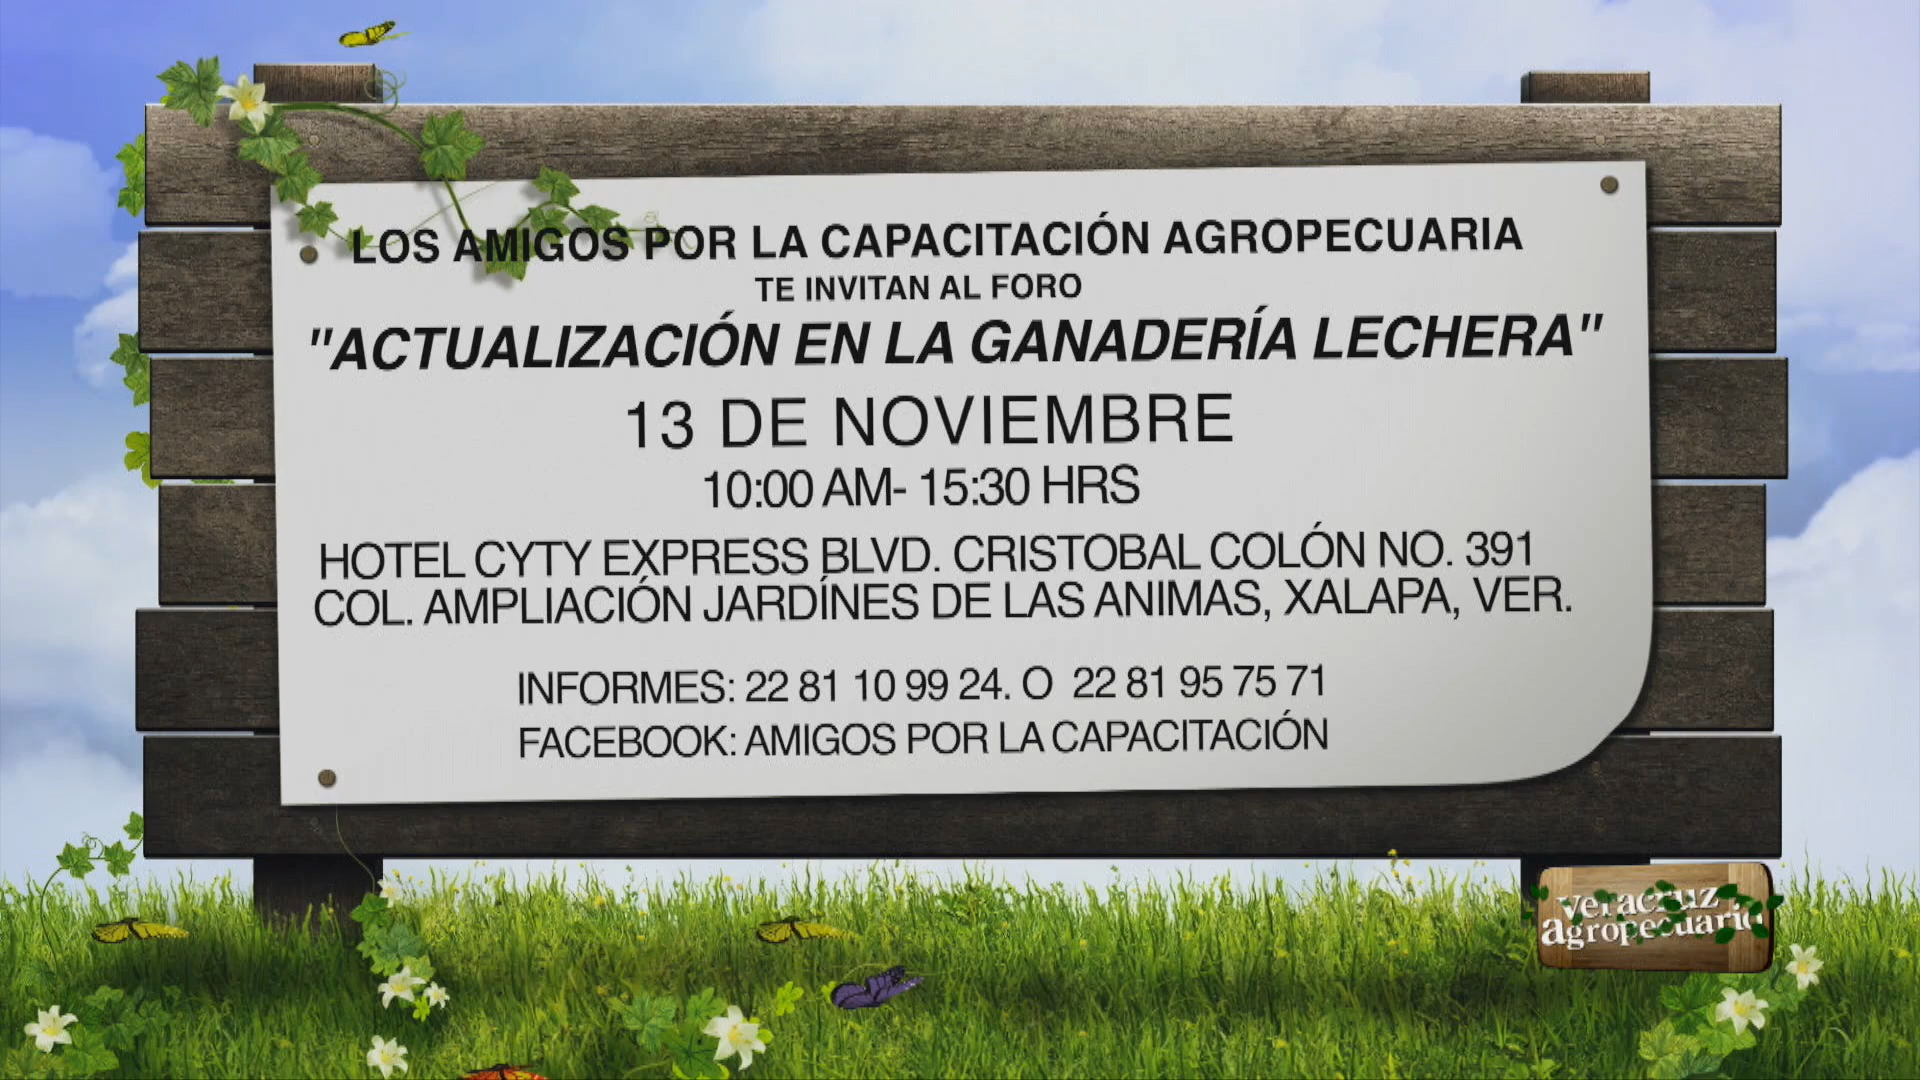 LOS AMIGOS POR LA CAPACITACIÓN AGROPECUARIA
TE INVITAN AL FORO
"ACTUALIZACIÓN EN LA GANADERÍA LECHERA"
13 DE NOVIEMBRE
10:00 AM- 15:30 HRS
HOTEL CYTY EXPRESS BLVD. CRISTOBAL COLÓN NO. 391
COL. AMPLIACIÓN JARDÍNES DE LAS ANIMAS, XALAPA, VER.
INFORMES: 22 81 10 99 24. O 22 81 95 75 71
FACEBOOK: AMIGOS POR LA CAPACITACIÓN
veracruz
agropecuario